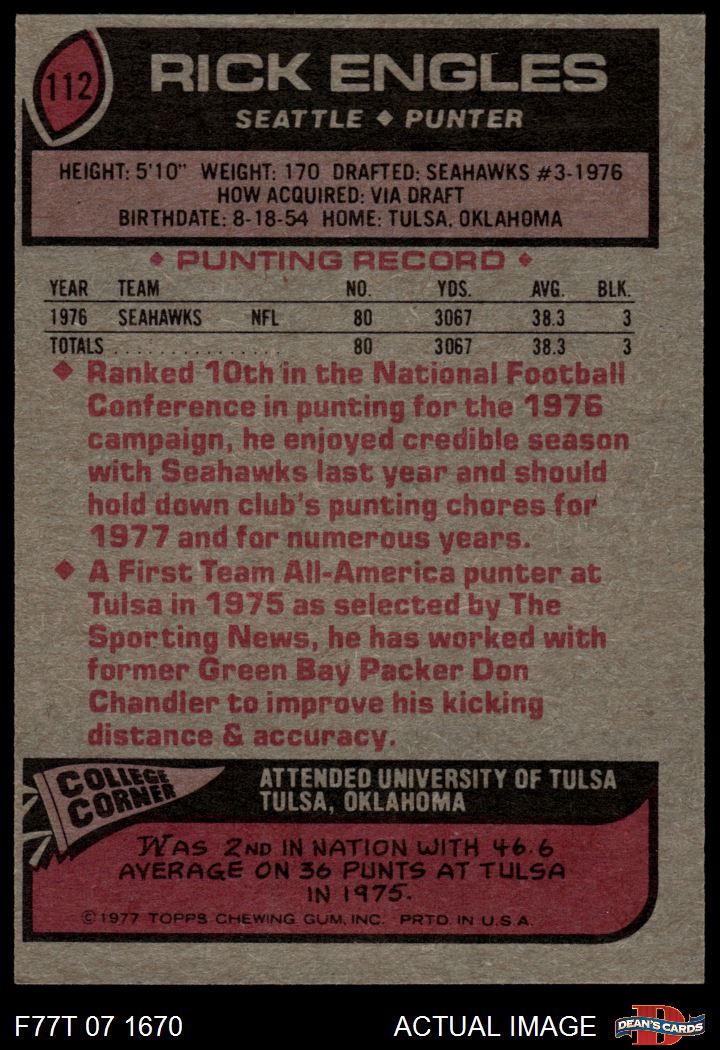 112
RICK ENGLES
SEATTLE ◆ PUNTER
HEIGHT: 5'10" WEIGHT: 170 DRAFTED: SEAHAWKS #3-1976
HOW ACQUIRED: VIA DRAFT
BIRTHDATE: 8-18-54 HOME: TULSA, OKLAHOMA
◆ PUNTING RECORD ◆
YEAR TEAM NO. YDS. AVG. BLK.
1976 SEAHAWKS NFL 80 3067 38.3 3
TOTALS . . . . . . . . . . . . . . . . 80 3067 38.3 3
◆ Ranked 10th in the National Football
Conference in punting for the 1976
campaign, he enjoyed credible season
with Seahawks last year and should
hold down club's punting chores for
1977 and for numerous years.
◆ A First Team All-America punter at
Tulsa in 1975 as selected by The
Sporting News, he has worked with
former Green Bay Packer Don
Chandler to improve his kicking
distance & accuracy.
COLLEGE
CORNER
ATTENDED UNIVERSITY OF TULSA
TULSA, OKLAHOMA
WAS 2ND IN NATION WITH 46.6
AVERAGE ON 36 PUNTS AT TULSA
IN 1975.
©1977 TOPPS CHEWING GUM, INC. PRTD. IN U.S.A.
F77T 07 1670
ACTUAL IMAGE
D
DEAN'S CARDS